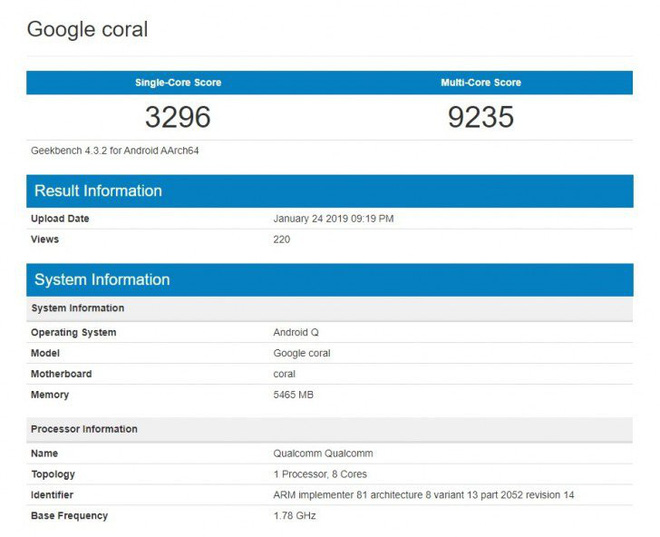 Google coral
Single-Core Score Multi-Core Score
3296 9235
Geekbench 4.3.2 for Android AArch64
Result Information
Upload Date January 24 2019 09:19 PM
Views 220
System Information
System Information
Operating System Android Q
Model Google coral
Motherboard coral
Memory 5465 MB
Processor Information
Name Qualcomm Qualcomm
Topology 1 Processor, 8 Cores
Identifier ARM implementer 81 architecture 8 variant 13 part 2052 revision 14
Base Frequency 1.78 GHz